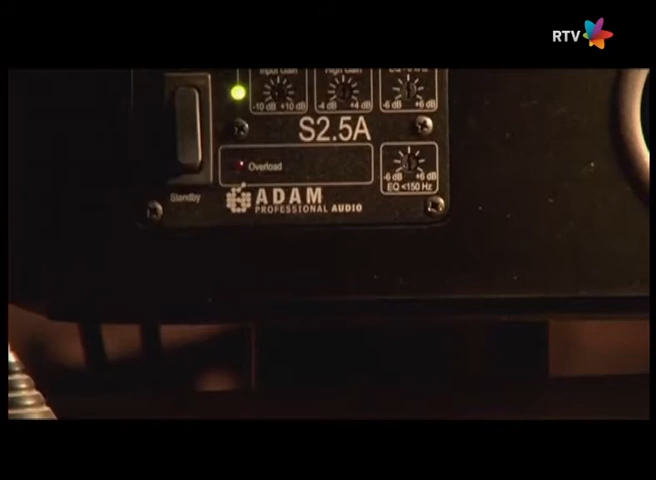 RTV
Input Gain
High Gain
-10 dB +10 dB
-4 dB +4 dB
-6 dB +6 dB
S2.5A
Overload
-6 dB +6 dB
EQ <150 Hz
Standby
ADAM
PROFESSIONAL AUDIO